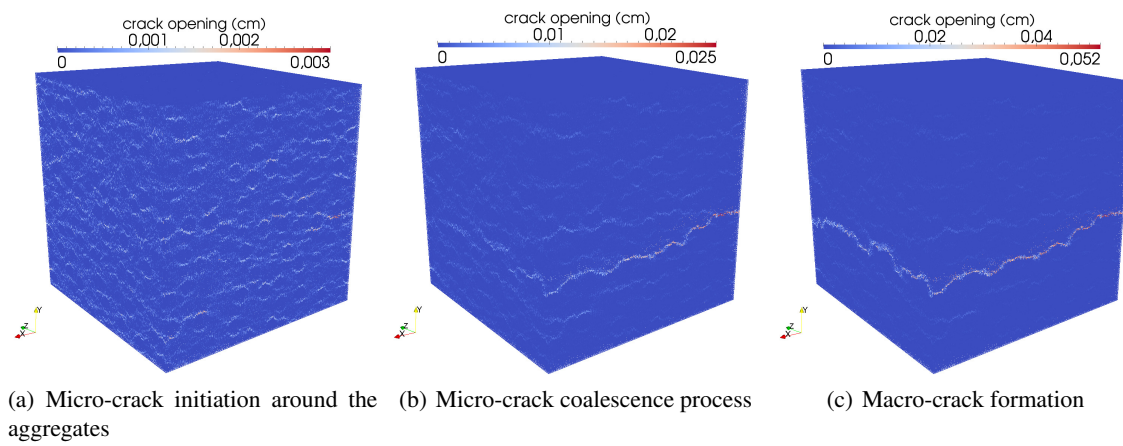 crack opening (cm)
0,001 0,002
0 0,003
crack opening (cm)
0,01 0,02
0 0,025
crack opening (cm)
0,02 0,04
0 0,052
Y
Z
X
Y
Z
X
Y
Z
X
(a) Micro-crack initiation around the
aggregates
(b) Micro-crack coalescence process
(c) Macro-crack formation